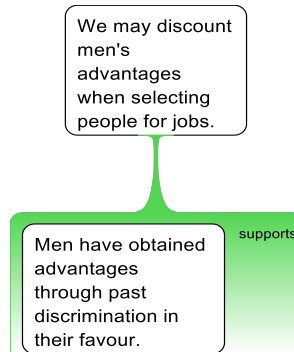 We may discount
men's
advantages
when selecting
people for jobs.
supports
Men have obtained
advantages
through past
discrimination in
their favour.